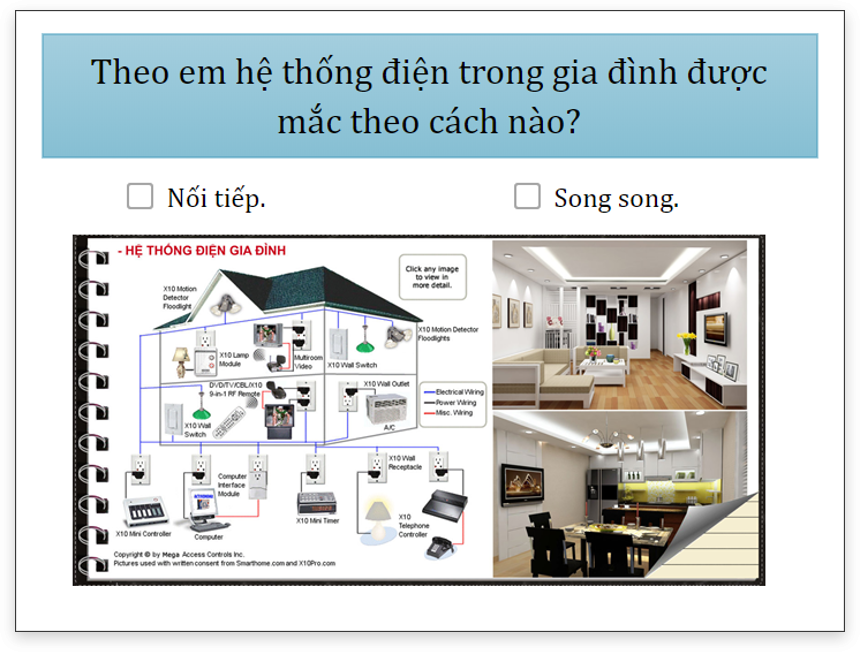 Theo em hệ thống điện trong gia đình được
mắc theo cách nào?
Nối tiếp.
Song song.
- HỆ THỐNG ĐIỆN GIA ĐÌNH
Click any image
to view in
more detail.
X10 Motion
Detector
Floodlight
X10 Lamp
Module
Multiroom
Video
X10 Wall Switch
X10 Motion Detector
Floodlights
DVD/TV/CBL/X10
9-in-1 RF Remote
X10 Wall
Switch
X10 Wall Outlet
A/C
Electrical Wiring
Power Wiring
Misc. Wiring
X10 Wall
Receptacle
Computer
Interface
Module
X10 Mini Controller
Computer
X10 Mini Timer
X10
Telephone
Controller
Copyright © by Mega Access Controls Inc.
Pictures used with written consent from Smarthome.com and X10Pro.com